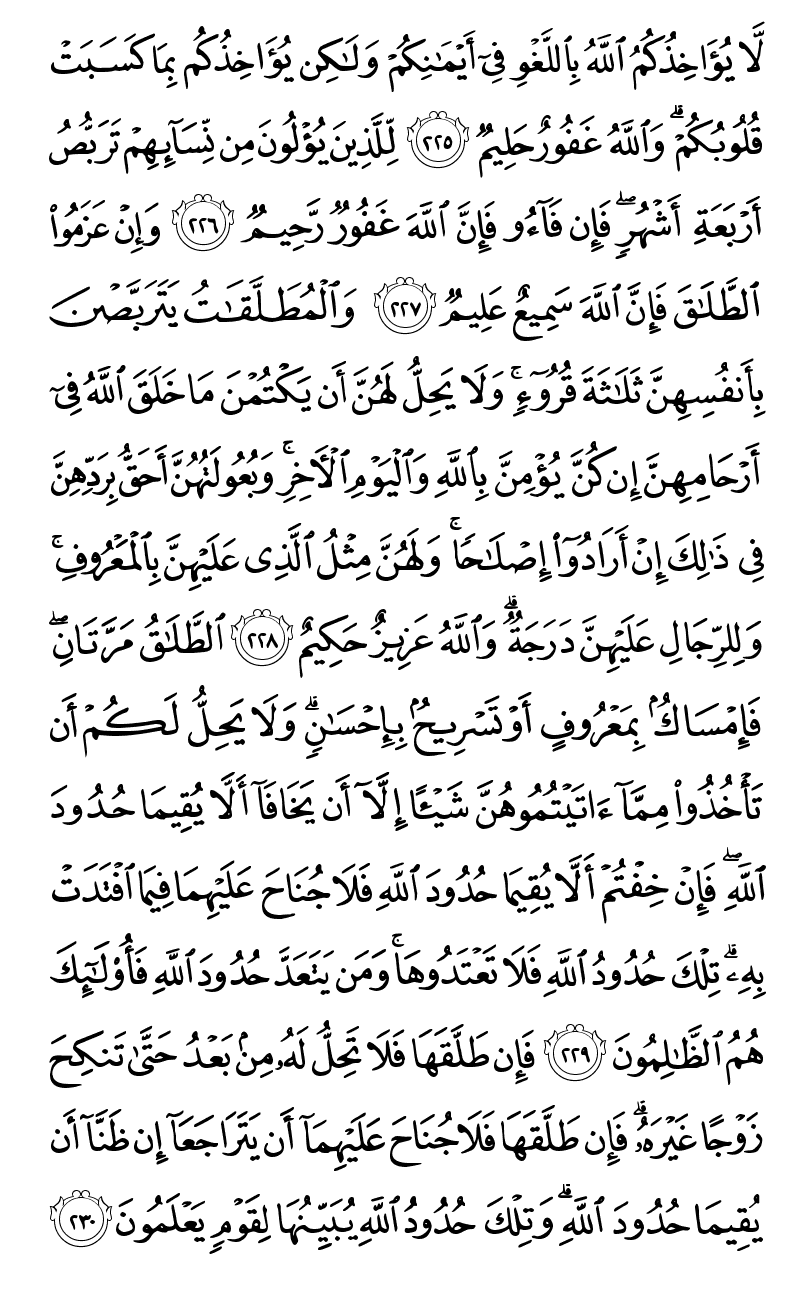 لَّا يُؤَاخِذُكُمُ ٱللَّهُ بِٱللَّغْوِ فِىٓ أَيْمَـٰنِكُمْ وَلَـٰكِن يُؤَاخِذُكُم بِمَا كَسَبَتْ
قُلُوبُكُمْ ۗ وَٱللَّهُ غَفُورٌ حَلِيمٌ ٢٢٥ لِّلَّذِينَ يُؤْلُونَ مِن نِّسَآئِهِمْ تَرَبُّصُ
أَرْبَعَةِ أَشْهُرٍ ۖ فَإِن فَآءُو فَإِنَّ ٱللَّهَ غَفُورٌ رَّحِيمٌ ٢٢٦ وَإِنْ عَزَمُوا۟
ٱلطَّلَـٰقَ فَإِنَّ ٱللَّهَ سَمِيعٌ عَلِيمٌ ٢٢٧ وَٱلْمُطَلَّقَـٰتُ يَتَرَبَّصْنَ
بِأَنفُسِهِنَّ ثَلَـٰثَةَ قُرُوٓءٍ ۚ وَلَا يَحِلُّ لَهُنَّ أَن يَكْتُمْنَ مَا خَلَقَ ٱللَّهُ فِىٓ
أَرْحَامِهِنَّ إِن كُنَّ يُؤْمِنَّ بِٱللَّهِ وَٱلْيَوْمِ ٱلْـَٔاخِرِ ۚ وَبُعُولَتُهُنَّ أَحَقُّ بِرَدِّهِنَّ
فِى ذَٰلِكَ إِنْ أَرَادُوٓا۟ إِصْلَـٰحًا ۚ وَلَهُنَّ مِثْلُ ٱلَّذِى عَلَيْهِنَّ بِٱلْمَعْرُوفِ ۚ
وَلِلرِّجَالِ عَلَيْهِنَّ دَرَجَةٌ ۗ وَٱللَّهُ عَزِيزٌ حَكِيمٌ ٢٢٨ ٱلطَّلَـٰقُ مَرَّتَانِ ۖ
فَإِمْسَاكٌۢ بِمَعْرُوفٍ أَوْ تَسْرِيحٌۢ بِإِحْسَـٰنٍ ۗ وَلَا يَحِلُّ لَكُمْ أَن
تَأْخُذُوا۟ مِمَّآ ءَاتَيْتُمُوهُنَّ شَيْـًٔا إِلَّآ أَن يَخَافَآ أَلَّا يُقِيمَا حُدُودَ
ٱللَّهِ ۖ فَإِنْ خِفْتُمْ أَلَّا يُقِيمَا حُدُودَ ٱللَّهِ فَلَا جُنَاحَ عَلَيْهِمَا فِيمَا ٱفْتَدَتْ
بِهِۦ ۗ تِلْكَ حُدُودُ ٱللَّهِ فَلَا تَعْتَدُوهَا ۚ وَمَن يَتَعَدَّ حُدُودَ ٱللَّهِ فَأُو۟لَـٰٓئِكَ
هُمُ ٱلظَّـٰلِمُونَ ٢٢٩ فَإِن طَلَّقَهَا فَلَا تَحِلُّ لَهُۥ مِنۢ بَعْدُ حَتَّىٰ تَنكِحَ
زَوْجًا غَيْرَهُۥ ۗ فَإِن طَلَّقَهَا فَلَا جُنَاحَ عَلَيْهِمَآ أَن يَتَرَاجَعَآ إِن ظَنَّآ أَن
يُقِيمَا حُدُودَ ٱللَّهِ ۗ وَتِلْكَ حُدُودُ ٱللَّهِ يُبَيِّنُهَا لِقَوْمٍ يَعْلَمُونَ ٢٣٠